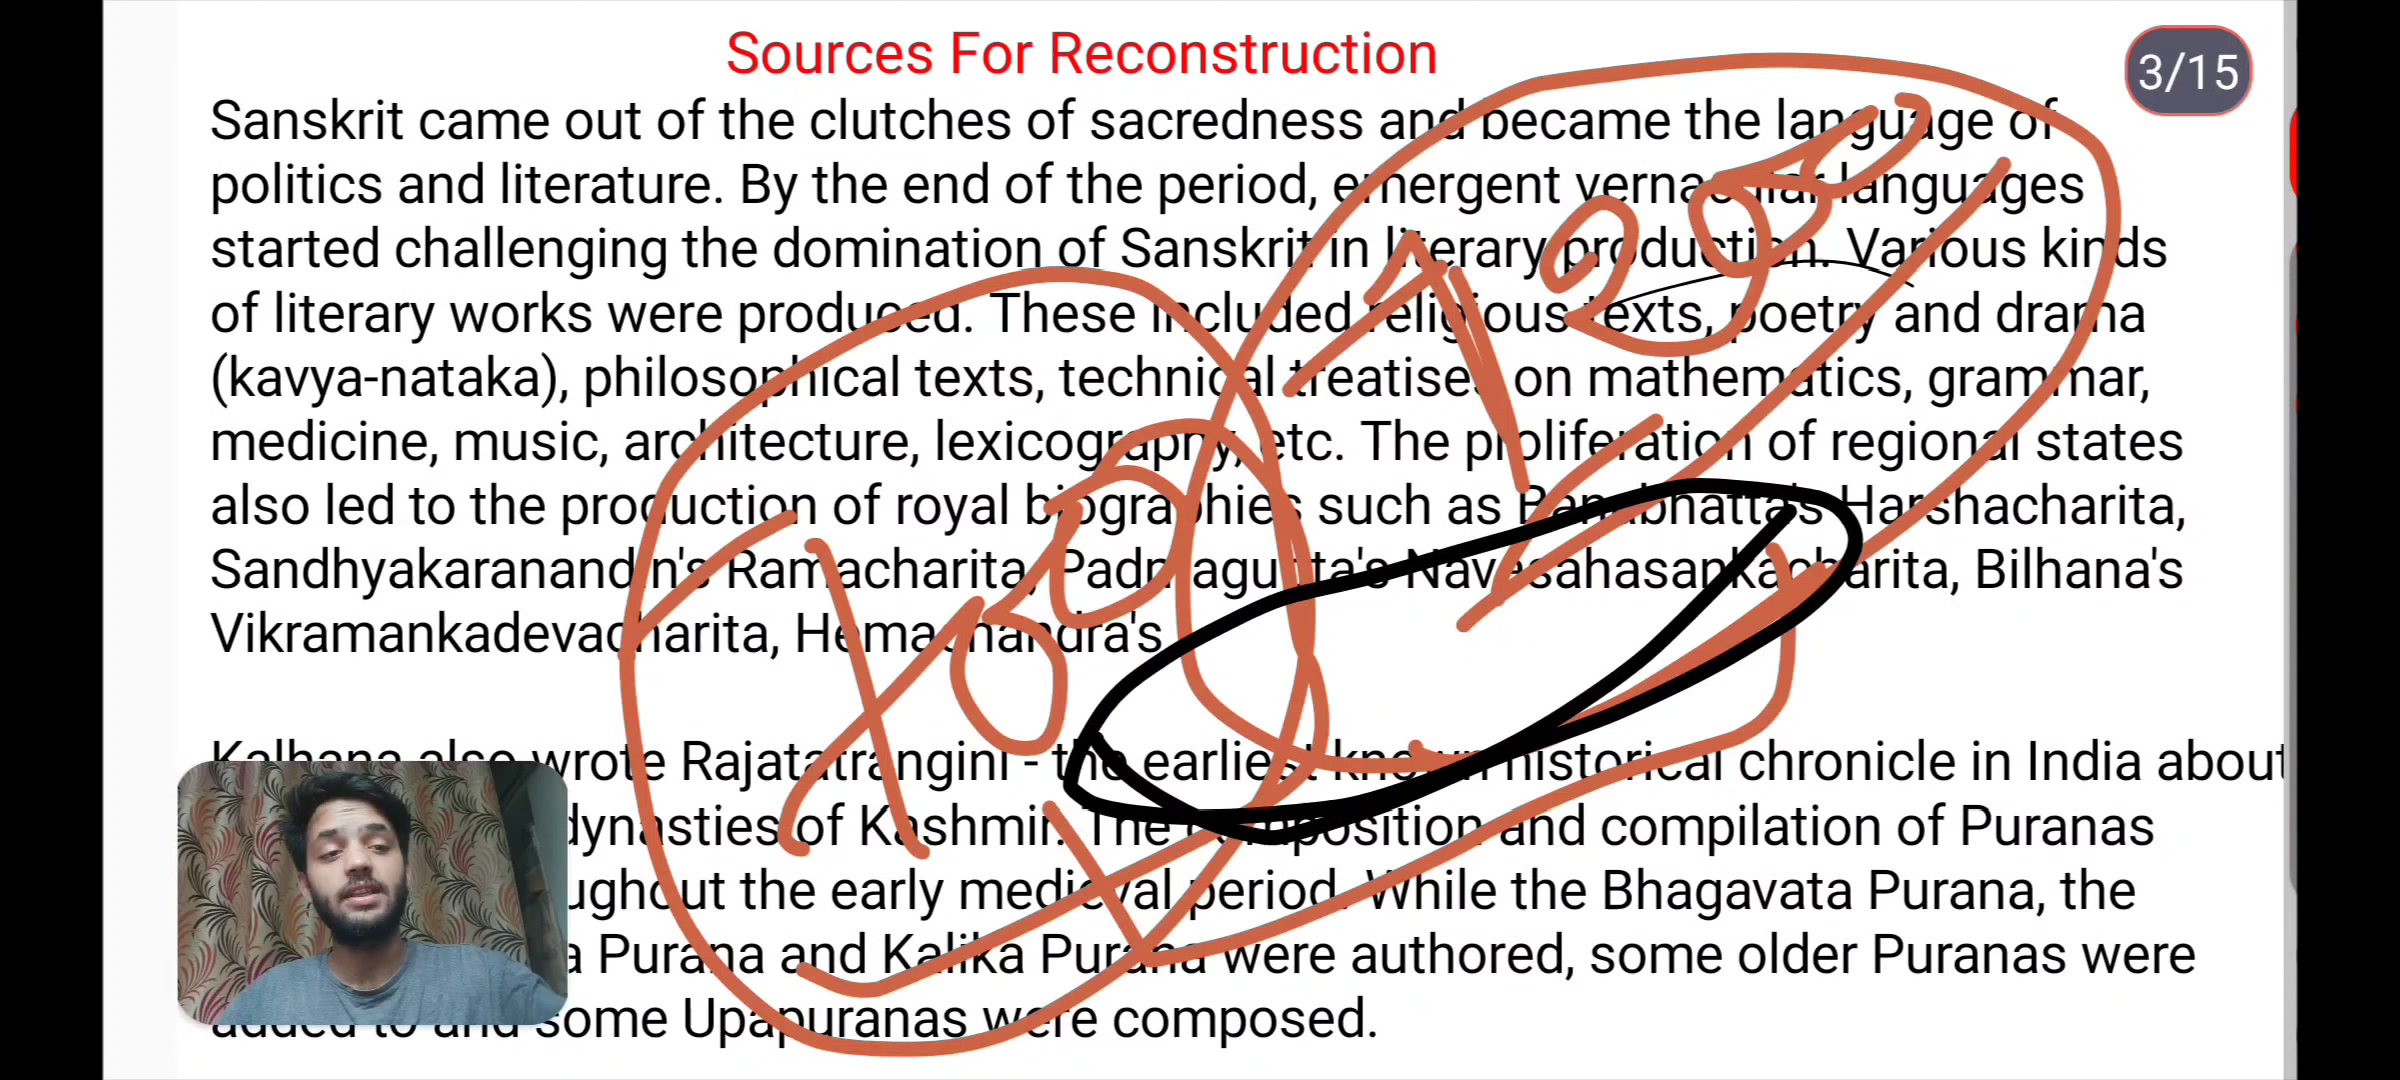 Sources For Reconstruction
3/15
Sanskrit came out of the clutches of sacredness and became the language of
politics and literature. By the end of the period, emergent vernacular languages
started challenging the domination of Sanskrit in literary production. Various kinds
of literary works were produced. These included religious texts, poetry and drama
(kavya-nataka), philosophical texts, technical treatises on mathematics, grammar,
medicine, music, architecture, lexicography, etc. The proliferation of regional states
also led to the production of royal biographies such as Banabhatta's Harshacharita,
Sandhyakaranandin's Ramacharita, Padmagupta's Navasahasankacharita, Bilhana's
Vikramankadevacharita, Hemachandra's
Kalhana also wrote Rajatatrangini - the earliest known historical chronicle in India about
dynasties of Kashmir. The composition and compilation of Puranas
the early medieval period. While the Bhagavata Purana, the
Purana and Kalika Purana were authored, some older Puranas were
added to and some Upapuranas were composed.